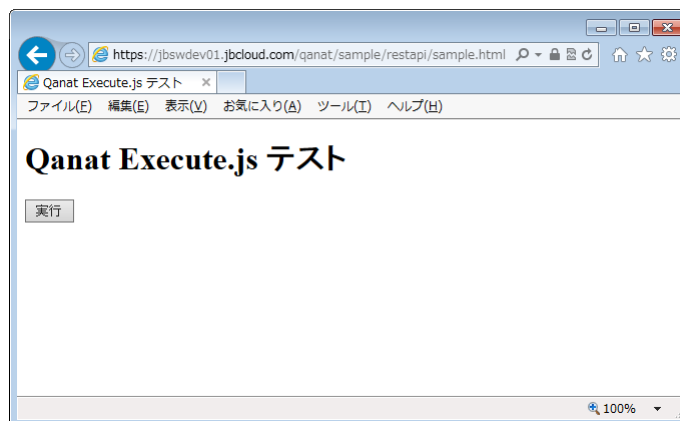 https://jbswdev01.jbcloud.com/qanat/sample/restapi/sample.html
Qanat Execute.js テスト
ファイル(F) 編集(E) 表示(V) お気に入り(A) ツール(T) ヘルプ(H)
Qanat Execute.js テスト
実行
100%